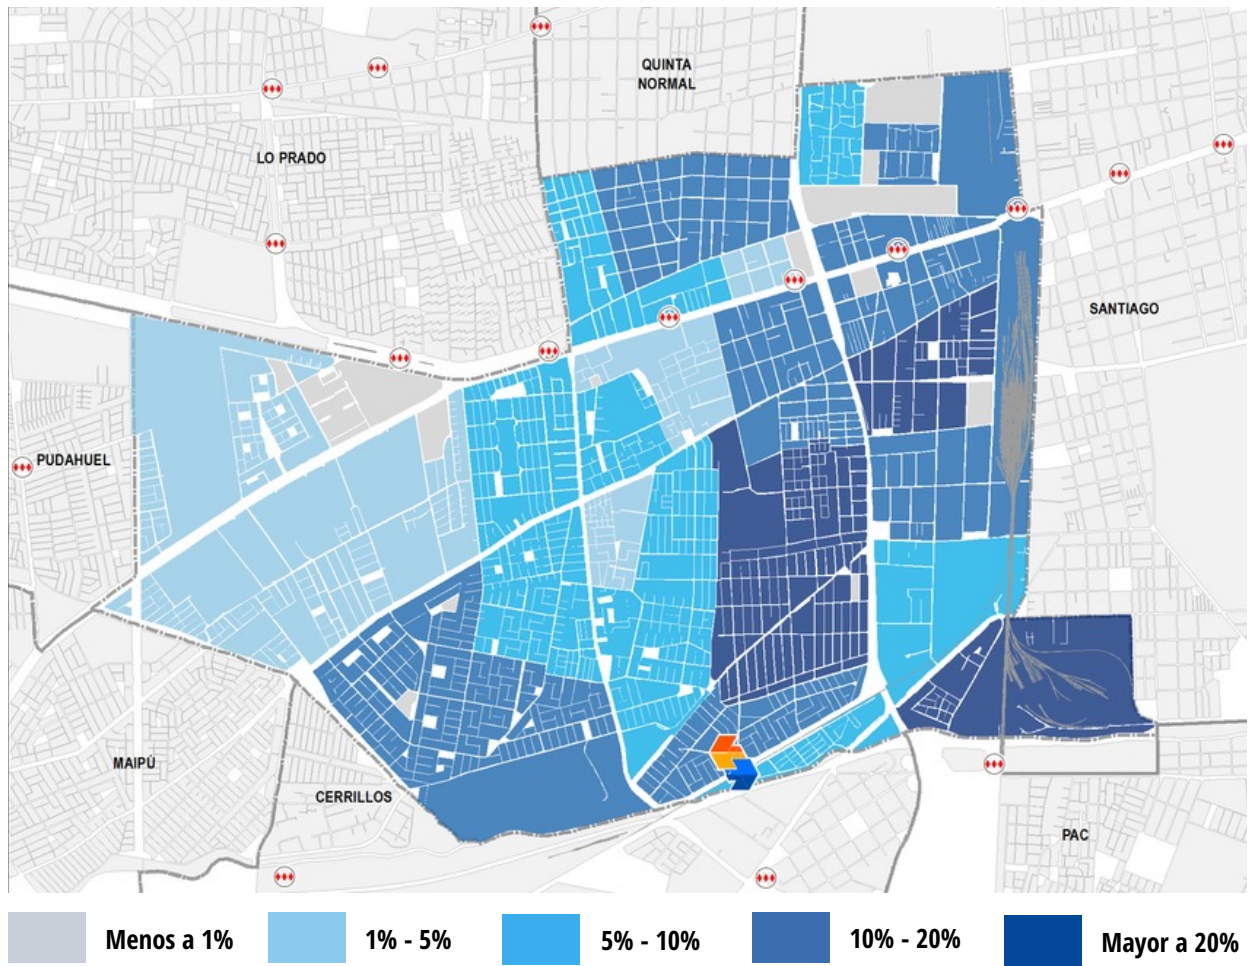 QUINTA
NORMAL
LO PRADO
SANTIAGO
PUDAHUEL
MAIPÚ
CERRILLOS
PAC
Menos a 1%
1% - 5%
5% - 10%
10% - 20%
Mayor a 20%